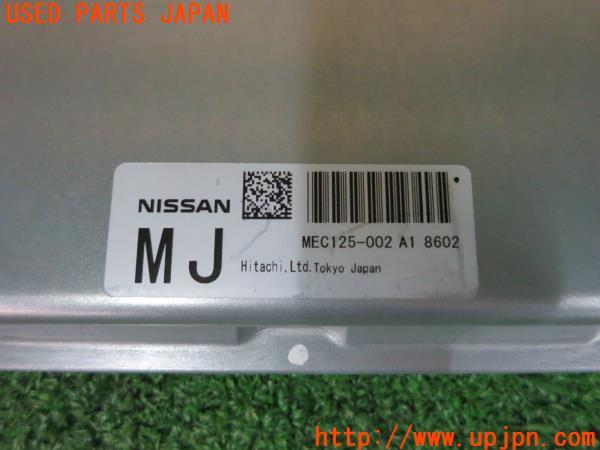 USED PARTS JAPAN
NISSAN
MJ
MEC125-002 A1 8602
Hitachi,Ltd.Tokyo Japan
http://www.upjpn.com/